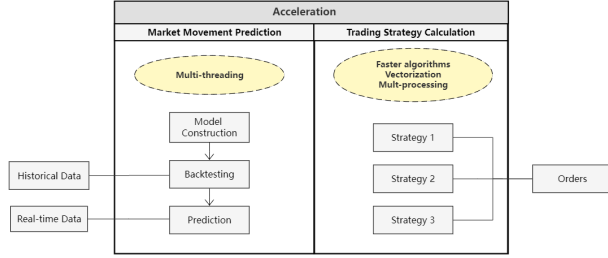 Acceleration
Market Movement Prediction
Trading Strategy Calculation
Multi-threading
Faster algorithms
Vectorization
Mult-processing
Model
Construction
Strategy 1
Historical Data
Backtesting
Strategy 2
Orders
Real-time Data
Prediction
Strategy 3